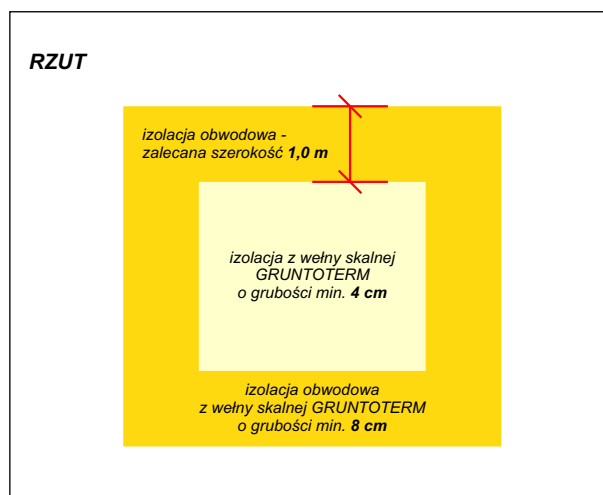 RZUT
izolacja obwodowa -
zalecana szerokość 1,0 m
izolacja z wełny skalnej
GRUNTOTERM
o grubości min. 4 cm
izolacja obwodowa
z wełny skalnej GRUNTOTERM
o grubości min. 8 cm